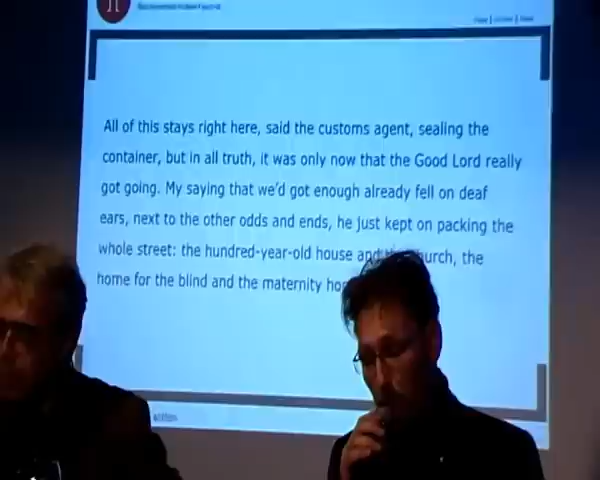 All of this stays right here, said the customs agent, sealing the
container, but in all truth, it was only now that the Good Lord really
got going. My saying that we'd got enough already fell on deaf
ears, next to the other odds and ends, he just kept on packing the
whole street: the hundred-year-old house and the church, the
home for the blind and the maternity